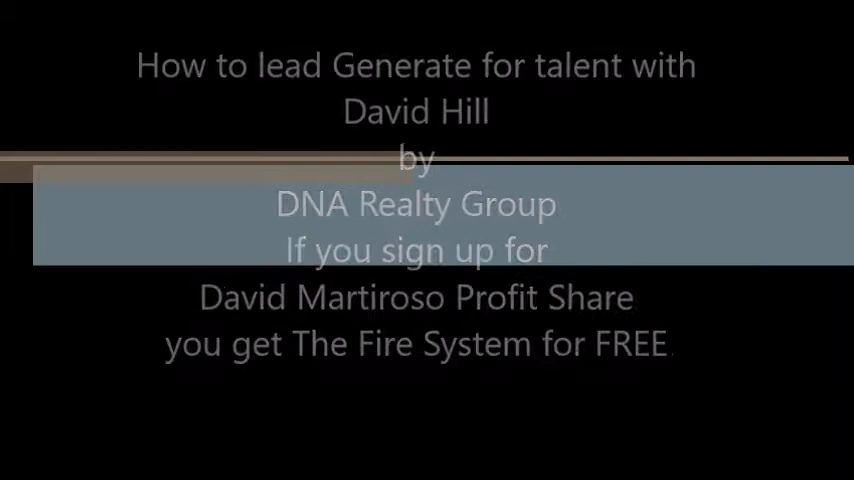 How to lead Generate for talent with
David Hill
by
DNA Realty Group
If you sign up for
David Martiroso Profit Share
you get The Fire System for FREE.